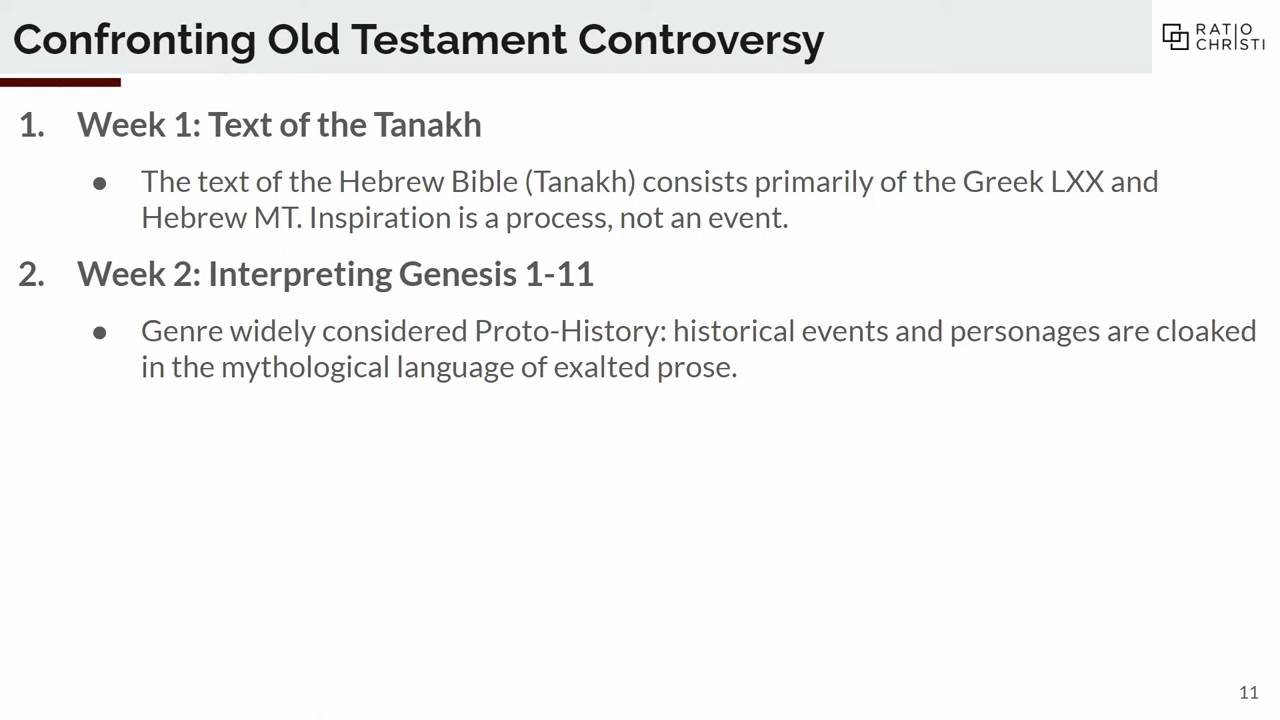 Confronting Old Testament Controversy
RATIO
CHRISTI
1. Week 1: Text of the Tanakh
● The text of the Hebrew Bible (Tanakh) consists primarily of the Greek LXX and
Hebrew MT. Inspiration is a process, not an event.
2. Week 2: Interpreting Genesis 1-11
● Genre widely considered Proto-History: historical events and personages are cloaked
in the mythological language of exalted prose.
11